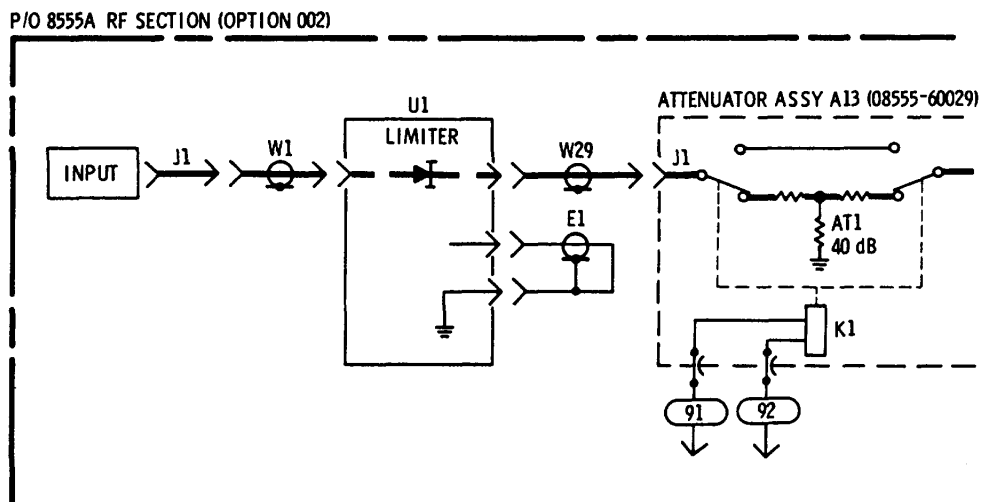 P/O 8555A RF SECTION (OPTION 002)
ATTENUATOR ASSY A13 (08555-60029)
U1
LIMITER
INPUT
J1
W1
W29
J1
E1
AT1
40 dB
K1
91
92